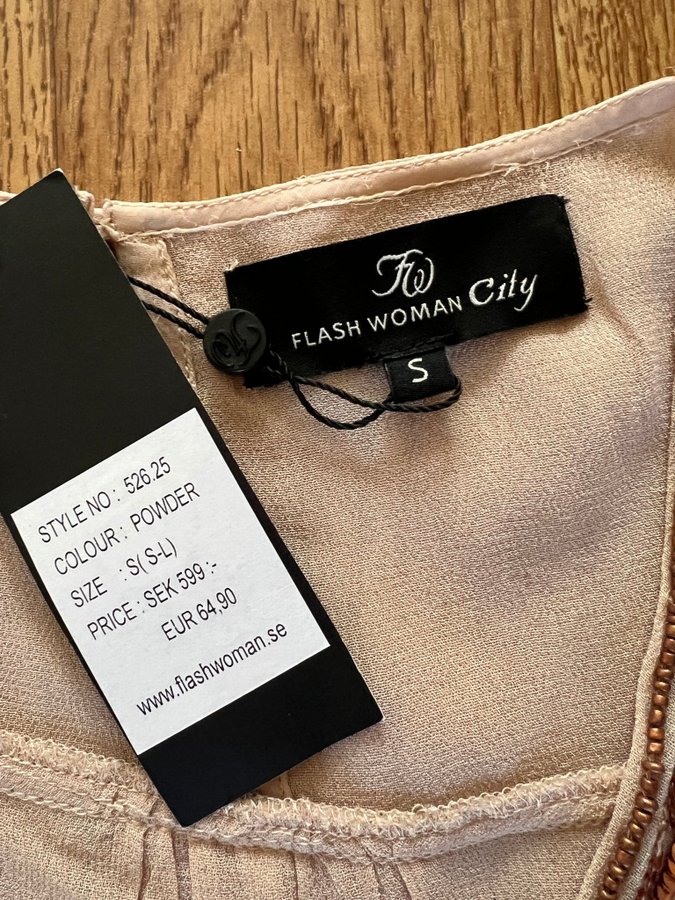 FW
FLASH WOMAN City
S
STYLE NO : 526.25
COLOUR : POWDER
SIZE : S( S-L)
PRICE : SEK 599 :-
EUR 64,90
www.flashwoman.se